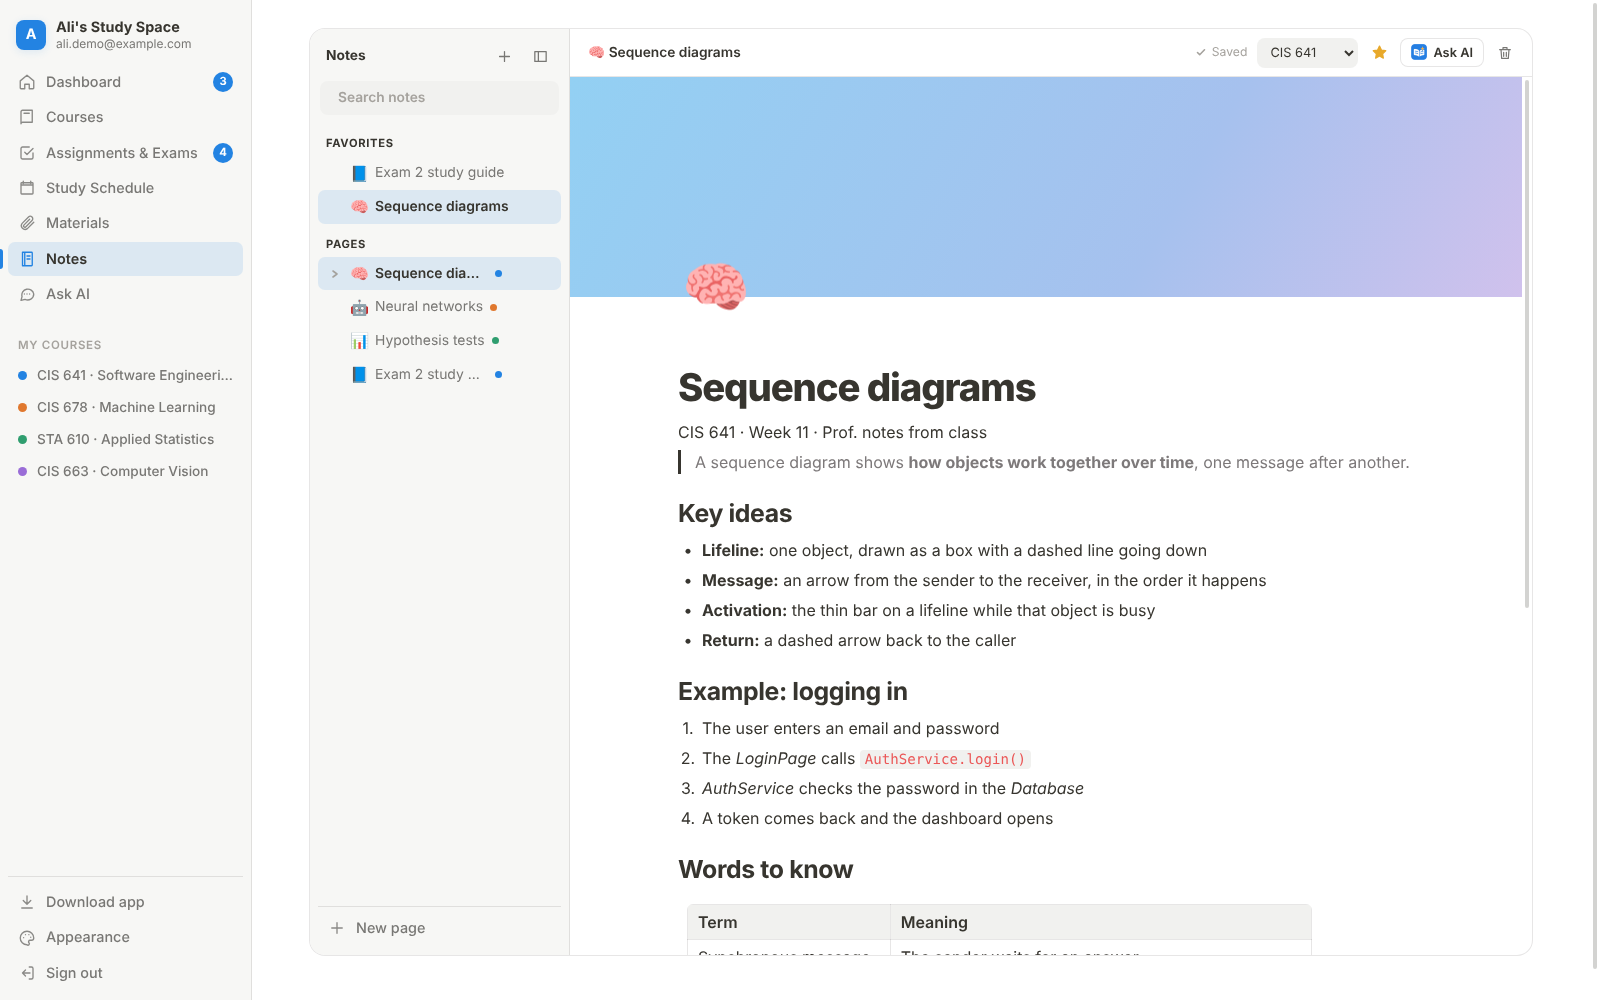 A
Ali's Study Space
ali.demo@example.com
Dashboard 3
Courses
Assignments & Exams 4
Study Schedule
Materials
Notes
Ask AI
MY COURSES
CIS 641 · Software Engineeri...
CIS 678 · Machine Learning
STA 610 · Applied Statistics
CIS 663 · Computer Vision
Download app
Appearance
Sign out
Notes
Search notes
FAVORITES
Exam 2 study guide
Sequence diagrams
PAGES
Sequence dia...
Neural networks
Hypothesis tests
Exam 2 study ...
New page
Sequence diagrams
Saved
CIS 641
Ask AI
Sequence diagrams
CIS 641 · Week 11 · Prof. notes from class
A sequence diagram shows how objects work together over time, one message after another.
Key ideas
• Lifeline: one object, drawn as a box with a dashed line going down
• Message: an arrow from the sender to the receiver, in the order it happens
• Activation: the thin bar on a lifeline while that object is busy
• Return: a dashed arrow back to the caller
Example: logging in
1. The user enters an email and password
2. The LoginPage calls AuthService.login()
3. AuthService checks the password in the Database
4. A token comes back and the dashboard opens
Words to know
Term Meaning
Synchronous message The sender waits for an answer